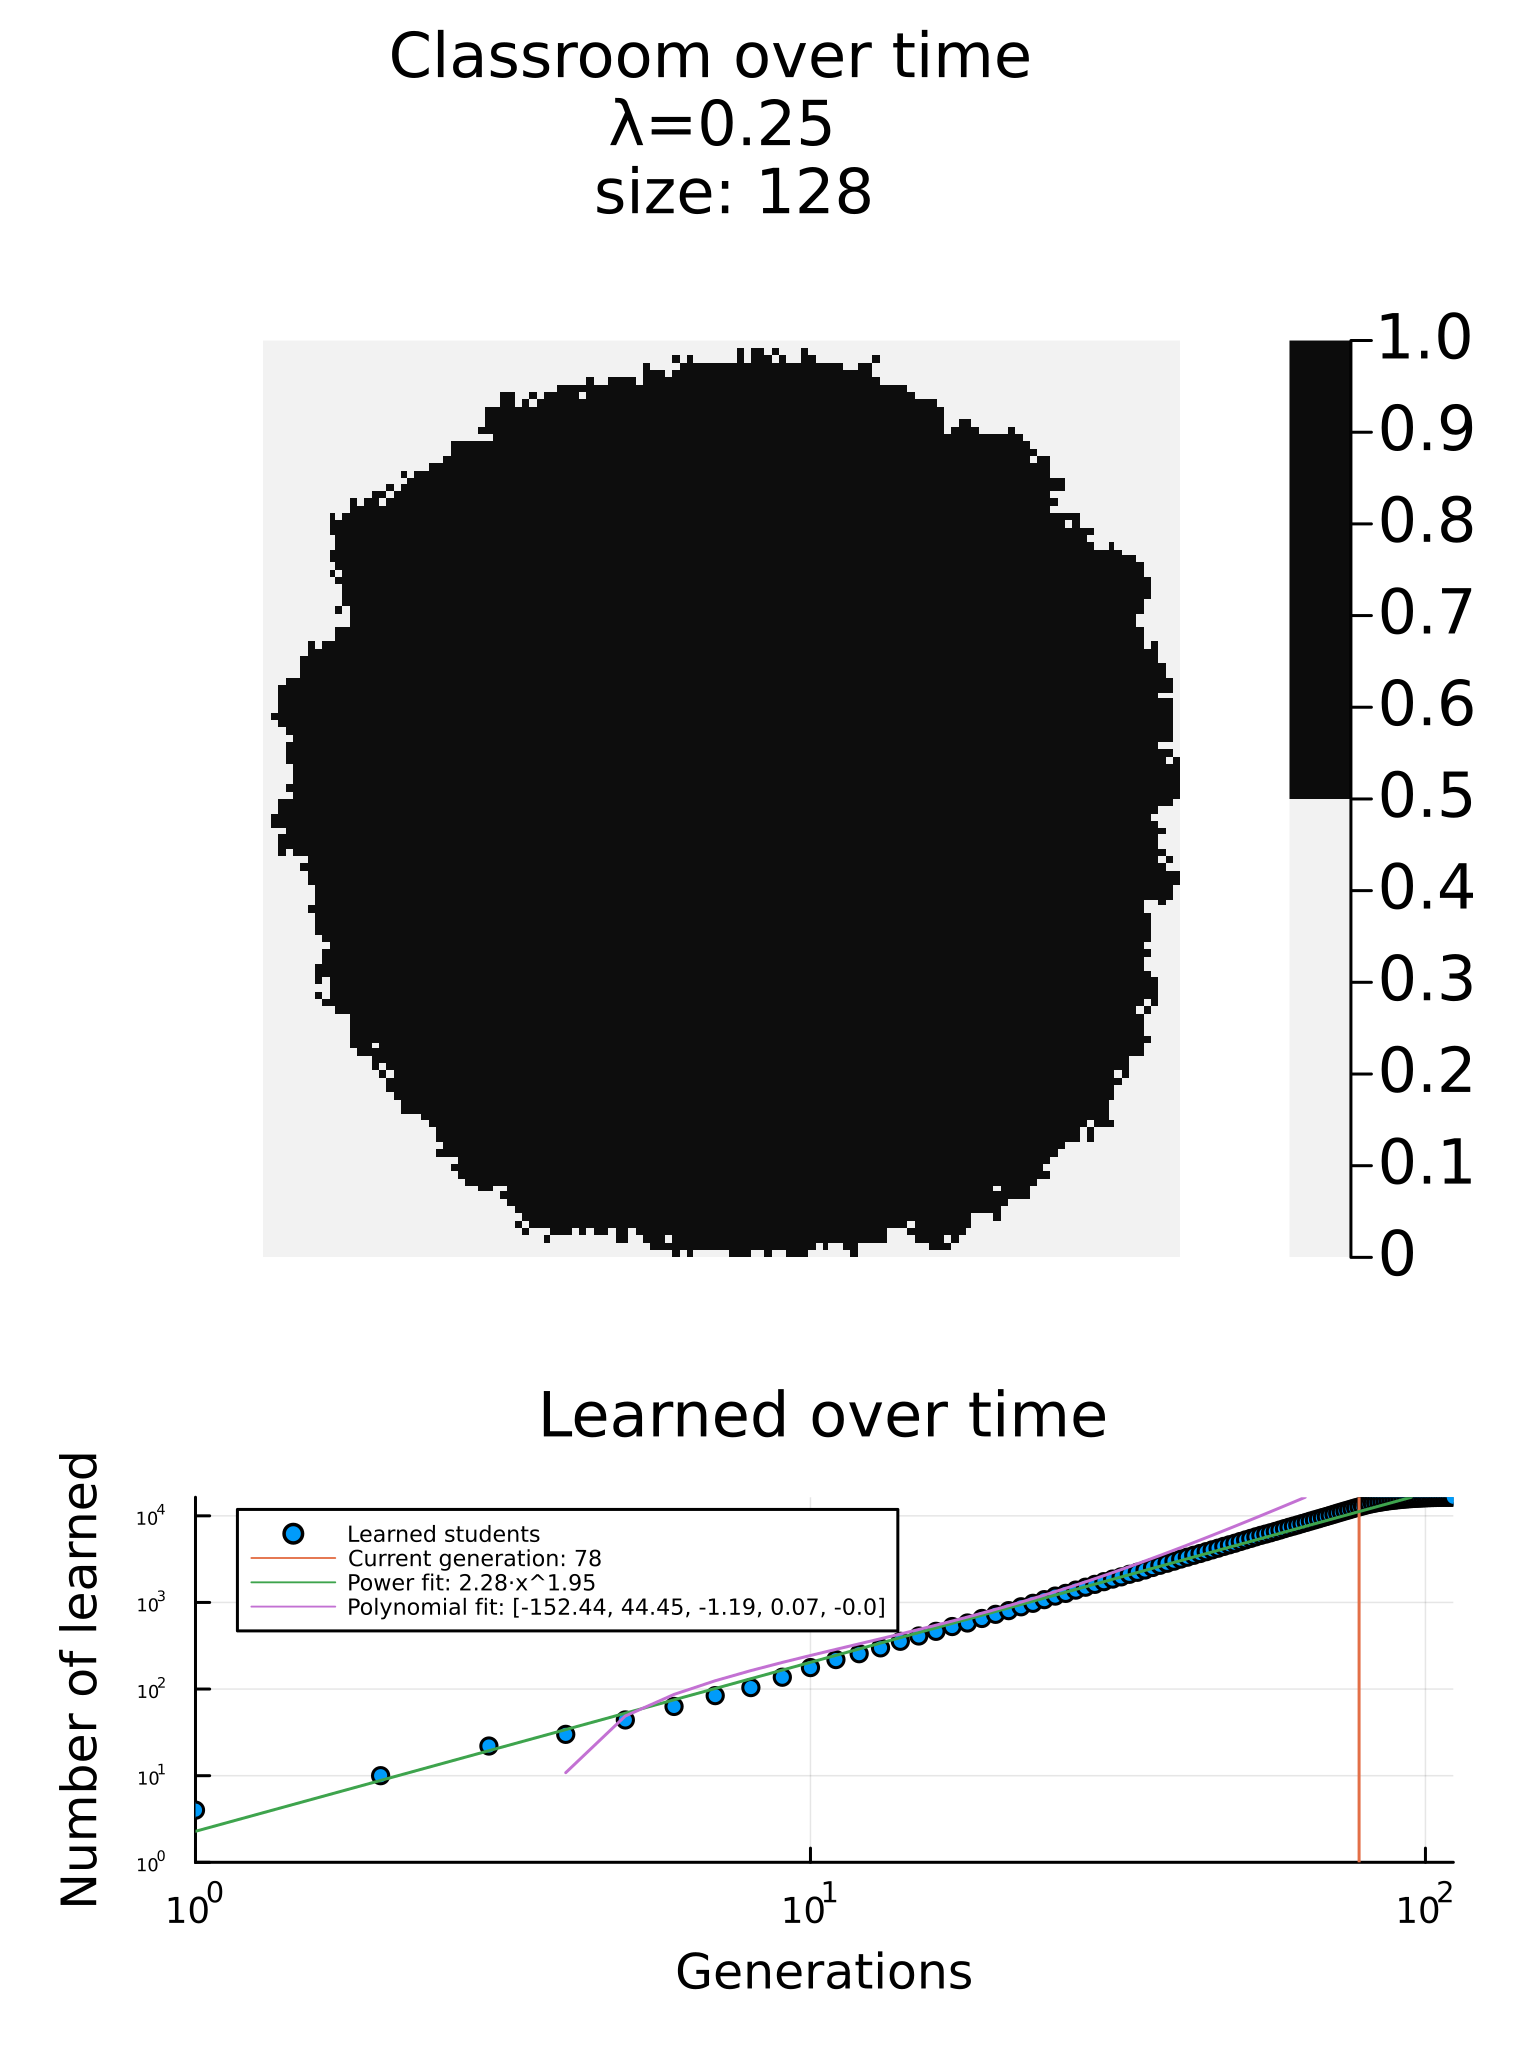 Classroom over time
λ=0.25
size: 128
1.0
0.9
0.8
0.7
0.6
0.5
0.4
0.3
0.2
0.1
0
Learned over time
Number of learned
10^4
10^3
10^2
10^1
10^0
Learned students
Current generation: 78
Power fit: 2.28·x^1.95
Polynomial fit: [-152.44, 44.45, -1.19, 0.07, -0.0]
10^0 10^1 10^2
Generations